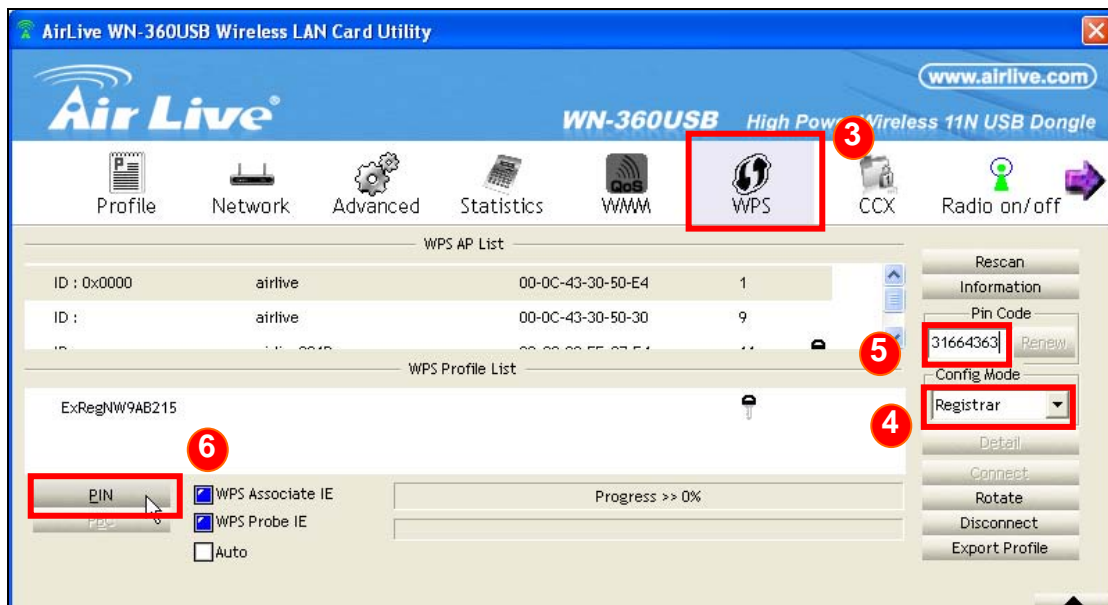 AirLive WN-360USB Wireless LAN Card Utility
www.airlive.com
Air Live®
WN-360USB High Power Wireless 11N USB Dongle
3
Profile Network Advanced Statistics QoS WMM WPS CCX Radio on/off
WPS AP List
ID : 0x0000 airlive 00-0C-43-30-50-E4 1
ID : airlive 00-0C-43-30-50-30 9
Rescan
Information
Pin Code
5
31664363 Renew
WPS Profile List
Config Mode
ExRegNW9AB215
Registrar
4
6
Detail
Connect
PIN
WPS Associate IE
Progress >> 0%
Rotate
PBC
WPS Probe IE
Disconnect
Auto
Export Profile